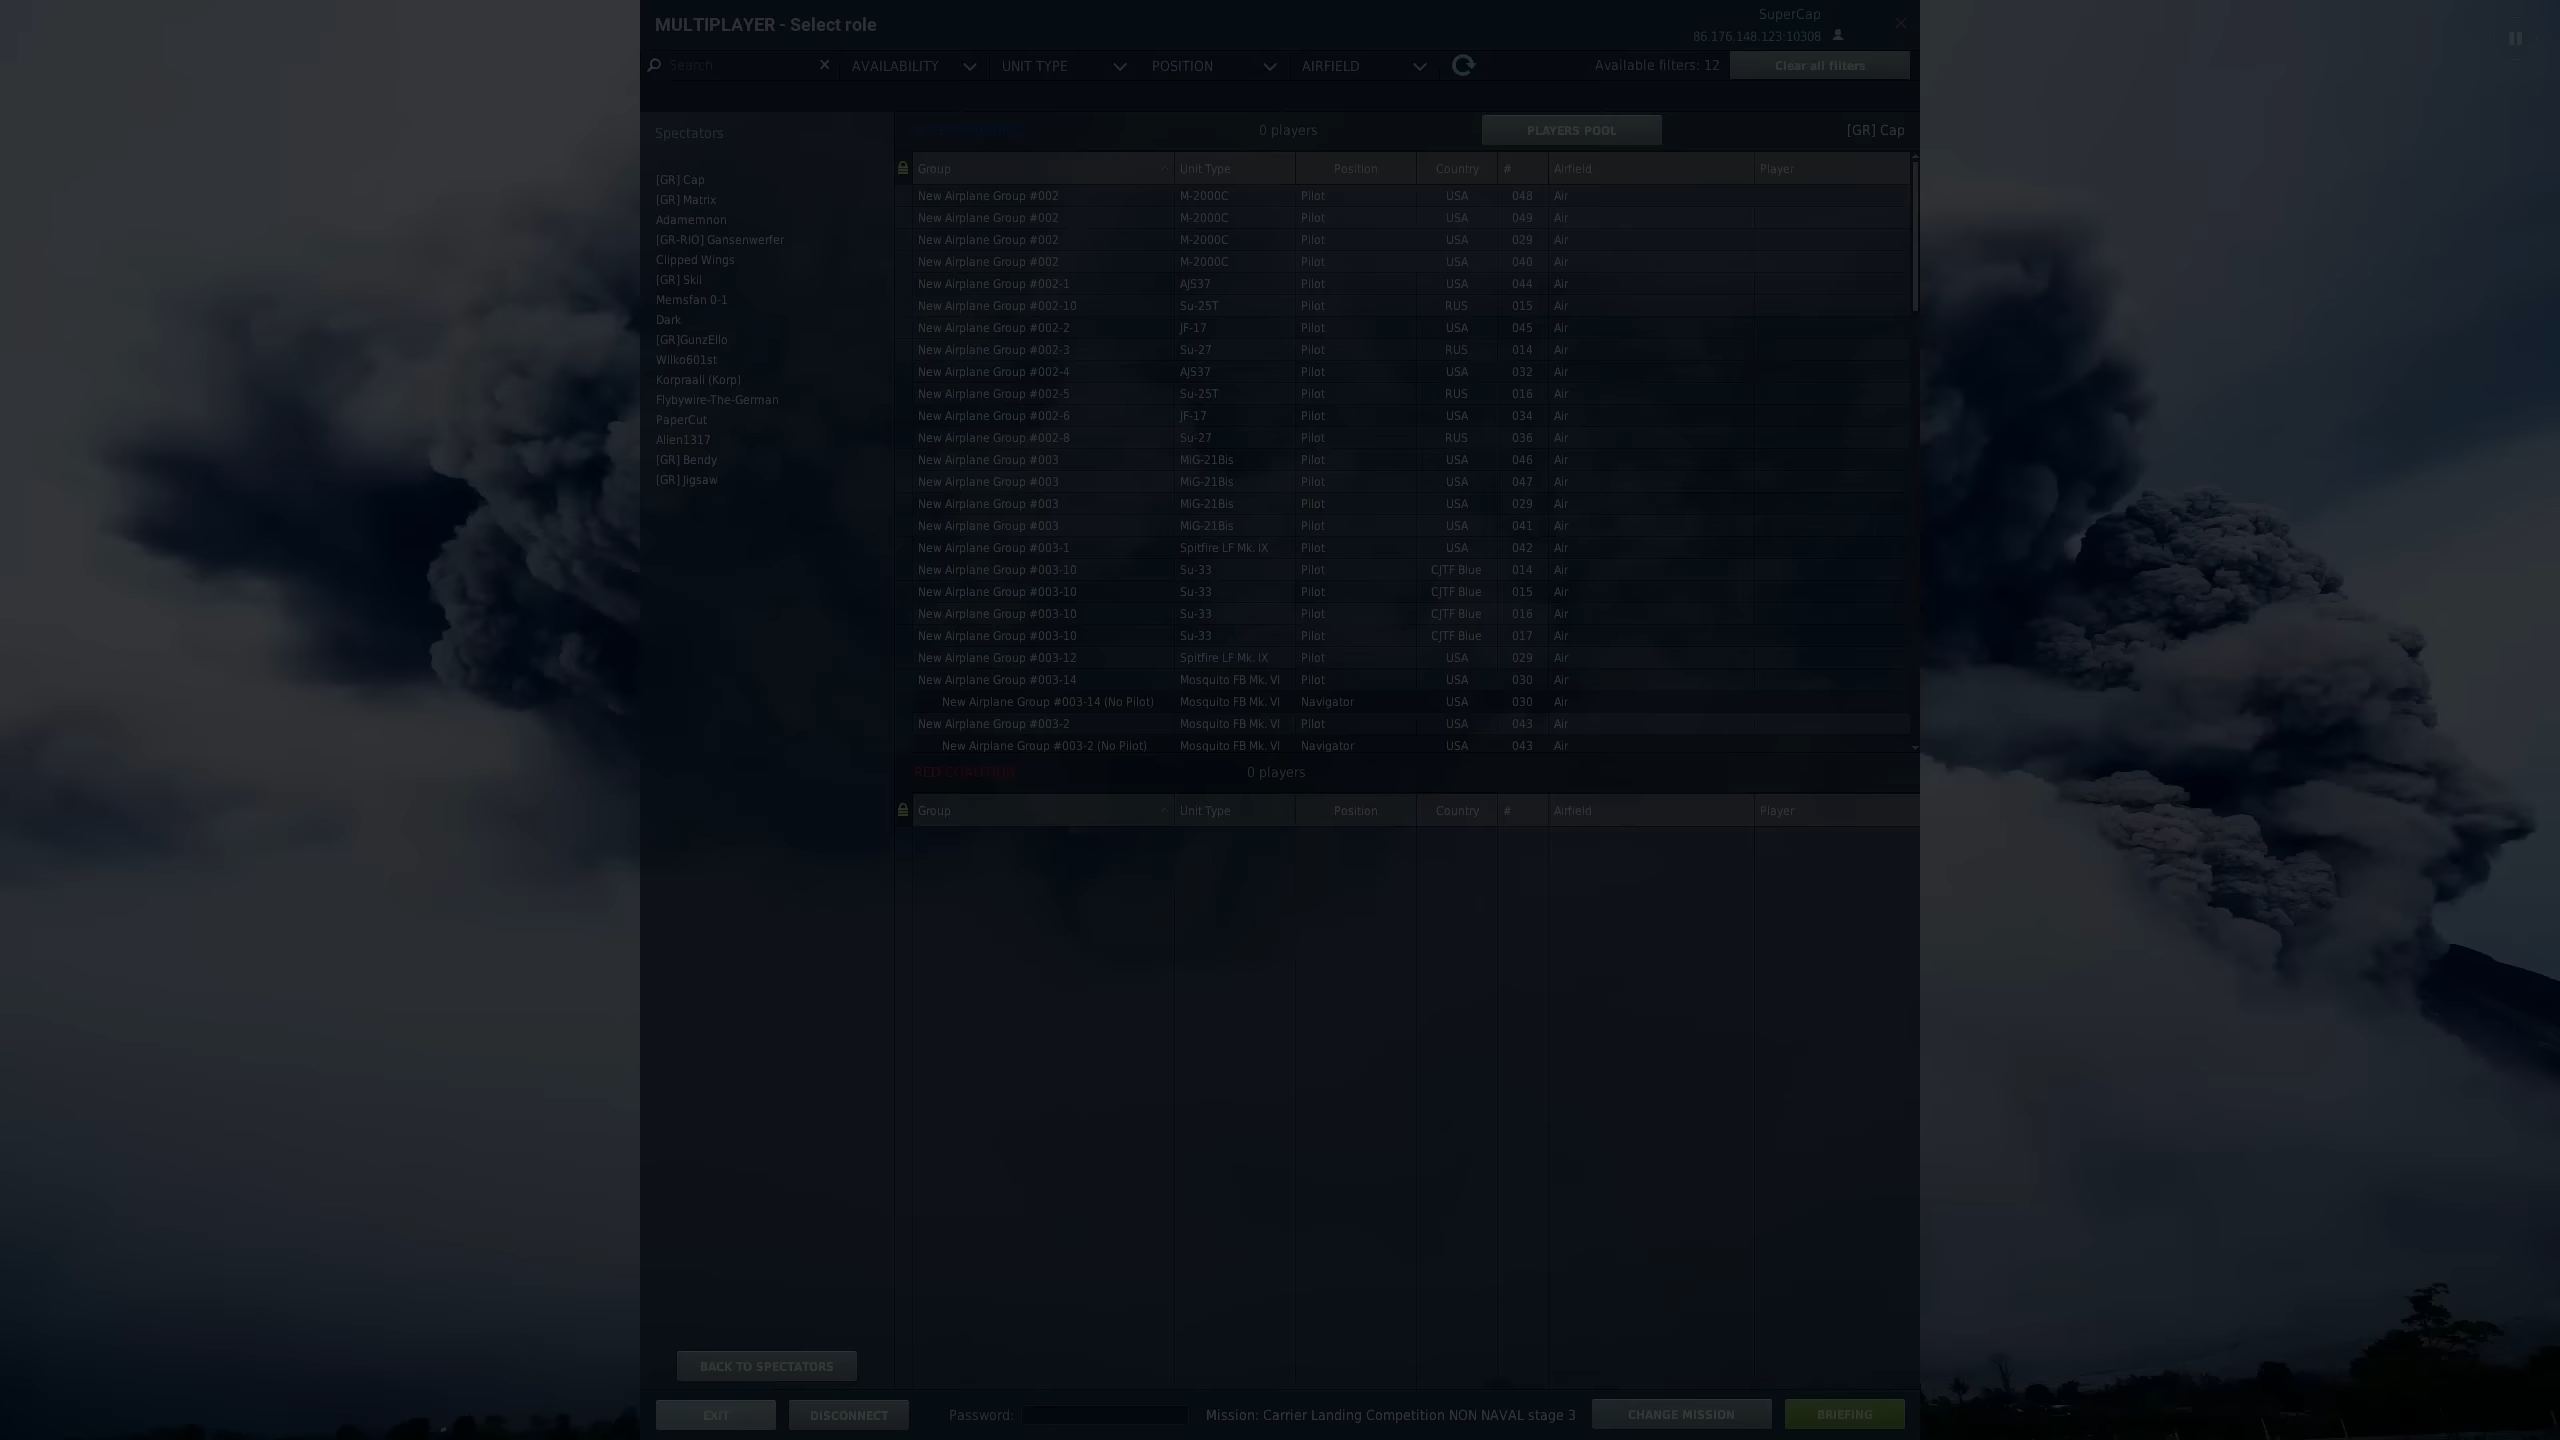 MULTIPLAYER - Select role
SuperCap
86.176.148.123:10308
Search
AVAILABILITY UNIT TYPE POSITION AIRFIELD Available filters: 12 Clear all filters
Spectators
[GR] Cap
[GR] Matrix
Adamemnon
[GR-RIO] Gansenwerfer
Clipped Wings
[GR] Skil
Memsfan 0-1
Dark
[GR]GunzEllo
Wilko601st
Korpraali (Korp)
Flybywire-The-German
PaperCut
Alien1317
[GR] Bendy
[GR] Jigsaw
0 players PLAYERS POOL [GR] Cap
Group Unit Type Position Country # Airfield Player
New Airplane Group #002 M-2000C Pilot USA 048 Air
New Airplane Group #002 M-2000C Pilot USA 049 Air
New Airplane Group #002 M-2000C Pilot USA 029 Air
New Airplane Group #002 M-2000C Pilot USA 040 Air
New Airplane Group #002-1 AJS37 Pilot USA 044 Air
New Airplane Group #002-10 Su-25T Pilot RUS 015 Air
New Airplane Group #002-2 JF-17 Pilot USA 045 Air
New Airplane Group #002-3 Su-27 Pilot RUS 014 Air
New Airplane Group #002-4 AJS37 Pilot USA 032 Air
New Airplane Group #002-5 Su-25T Pilot RUS 016 Air
New Airplane Group #002-6 JF-17 Pilot USA 034 Air
New Airplane Group #002-8 Su-27 Pilot RUS 036 Air
New Airplane Group #003 MiG-21Bis Pilot USA 046 Air
New Airplane Group #003 MiG-21Bis Pilot USA 047 Air
New Airplane Group #003 MiG-21Bis Pilot USA 029 Air
New Airplane Group #003 MiG-21Bis Pilot USA 041 Air
New Airplane Group #003-1 Spitfire LF Mk. IX Pilot USA 042 Air
New Airplane Group #003-10 Su-33 Pilot CJTF Blue 014 Air
New Airplane Group #003-10 Su-33 Pilot CJTF Blue 015 Air
New Airplane Group #003-10 Su-33 Pilot CJTF Blue 016 Air
New Airplane Group #003-10 Su-33 Pilot CJTF Blue 017 Air
New Airplane Group #003-12 Spitfire LF Mk. IX Pilot USA 029 Air
New Airplane Group #003-14 Mosquito FB Mk. VI Pilot USA 030 Air
New Airplane Group #003-14 (No Pilot) Mosquito FB Mk. VI Navigator USA 030 Air
New Airplane Group #003-2 Mosquito FB Mk. VI Pilot USA 043 Air
New Airplane Group #003-2 (No Pilot) Mosquito FB Mk. VI Navigator USA 043 Air
RED COALITION 0 players
Group Unit Type Position Country # Airfield Player
BACK TO SPECTATORS
EXIT DISCONNECT Password: Mission: Carrier Landing Competition NON NAVAL stage 3 CHANGE MISSION BRIEFING